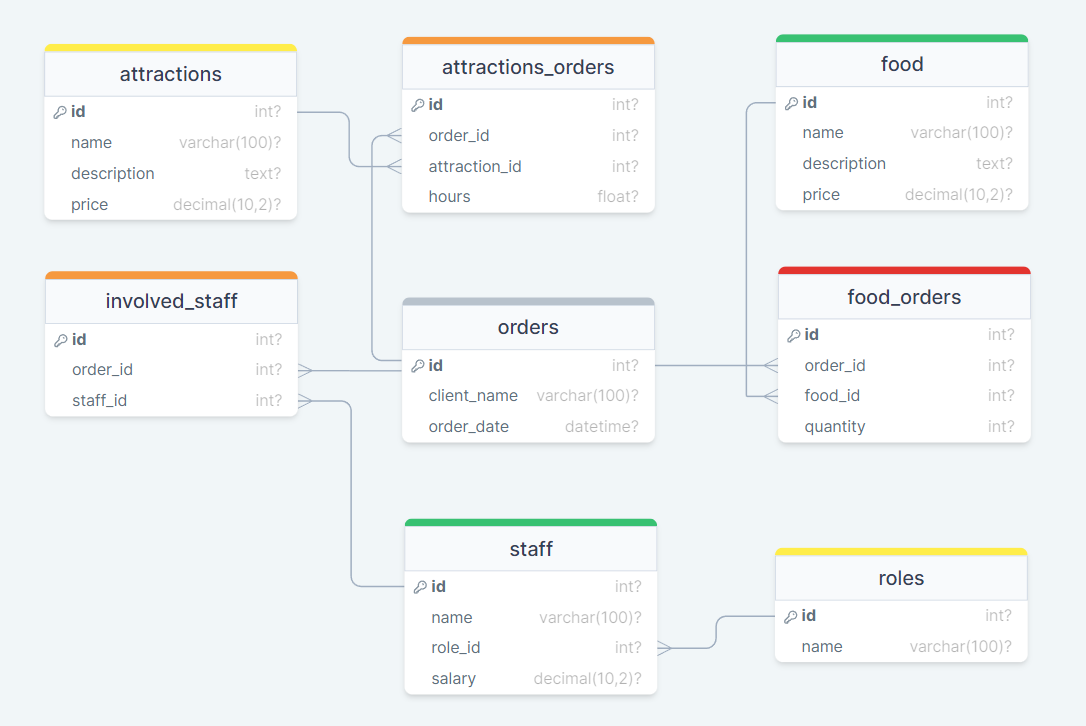 attractions
id int?
name varchar(100)?
description text?
price decimal(10,2)?
attractions_orders
id int?
order_id int?
attraction_id int?
hours float?
food
id int?
name varchar(100)?
description text?
price decimal(10,2)?
involved_staff
id int?
order_id int?
staff_id int?
orders
id int?
client_name varchar(100)?
order_date datetime?
food_orders
id int?
order_id int?
food_id int?
quantity int?
staff
id int?
name varchar(100)?
role_id int?
salary decimal(10,2)?
roles
id int?
name varchar(100)?